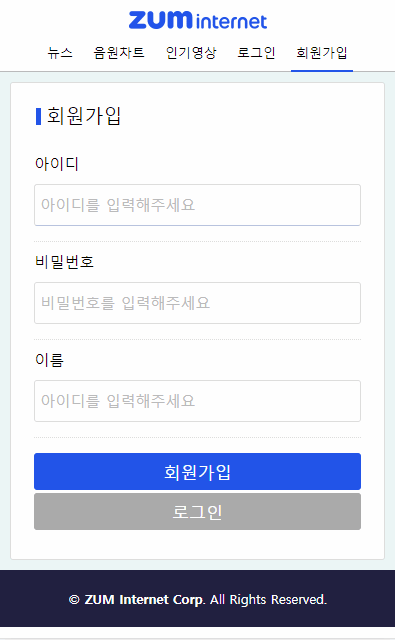 ZUM internet
뉴스 음원차트 인기영상 로그인 회원가입
회원가입
아이디
아이디를 입력해주세요
비밀번호
비밀번호를 입력해주세요
이름
아이디를 입력해주세요
회원가입
로그인
© ZUM Internet Corp. All Rights Reserved.